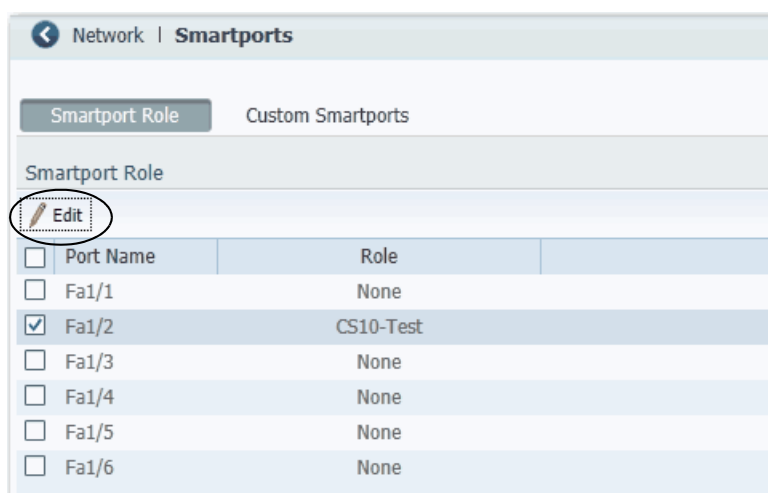 Network | Smartports
Smartport Role Custom Smartports
Smartport Role
Edit
Port Name Role
Fa1/1 None
Fa1/2 CS10-Test
Fa1/3 None
Fa1/4 None
Fa1/5 None
Fa1/6 None